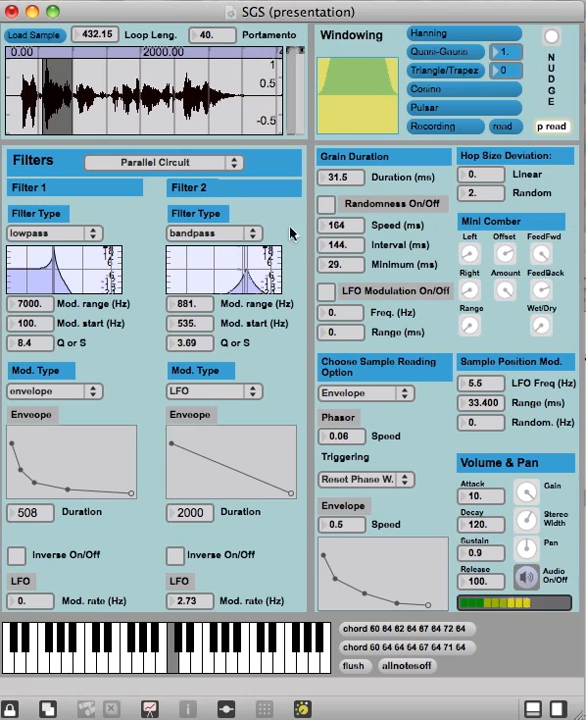 SGS (presentation)
Load Sample 432.15 Loop Leng. 40. Portamento
0.00 2000.00
1
0.5
-0.5
Windowing
Hanning
Qunni-Gauss 1.
Triangle/Trapez 0
Cosine
Pulsar
Recording read
NUDGE
p read
Filters Parallel Circuit
Filter 1 Filter 2
Filter Type Filter Type
lowpass bandpass
7000. Mod. range (Hz) 881. Mod. range (Hz)
100. Mod. start (Hz) 535. Mod. start (Hz)
8.4 Q or S 3.69 Q or S
Mod. Type Mod. Type
envelope LFO
Enveope Enveope
508 Duration 2000 Duration
Inverse On/Off Inverse On/Off
LFO LFO
0. Mod. rate (Hz) 2.73 Mod. rate (Hz)
Grain Duration
31.5 Duration (ms)
Randomness On/Off
164 Speed (ms)
144. Interval (ms)
29. Minimum (ms)
LFO Modulation On/Off
0. Freq. (Hz)
0. Range (ms)
Choose Sample Reading
Option
Envelope
Phasor
0.06 Speed
Triggering
Reset Phase W.
Envelope
0.5 Speed
Hop Size Deviation:
0. Linear
2. Random
Mini Comber
Left Offset FeedFwd
Right Amount FeedBack
Range Wet/Dry
Sample Position Mod.
5.5 LFO Freq (Hz)
33.400 Range (ms)
0. Random. (Hz)
Volume & Pan
Attack
10. Gain
Decay
120. Stereo Width
Sustain
0.9 Pan
Release
100. Audio On/Off
chord 60 64 62 64 67 64 72 64
chord 60 64 64 64 67 64 71 64
flush allnotesoff